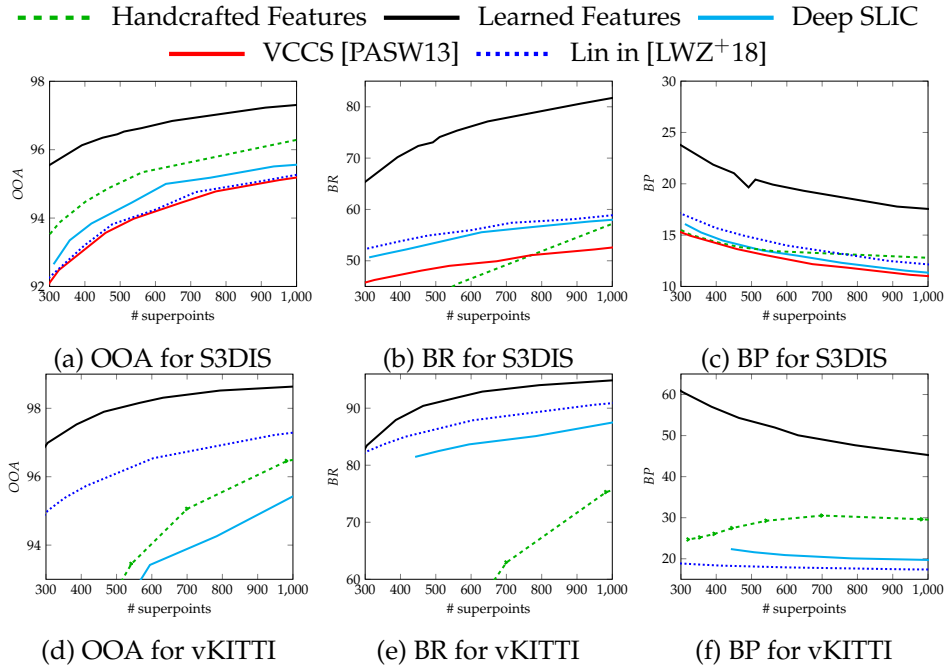 Handcrafted Features Learned Features Deep SLIC
VCCS [PASW13] Lin in [LWZ+18]
98
96
94
92
OOA
300 400 500 600 700 800 900 1,000
# superpoints
(a) OOA for S3DIS
80
70
60
50
BR
300 400 500 600 700 800 900 1,000
# superpoints
(b) BR for S3DIS
30
25
20
15
10
BP
300 400 500 600 700 800 900 1,000
# superpoints
(c) BP for S3DIS
98
96
94
OOA
300 400 500 600 700 800 900 1,000
# superpoints
(d) OOA for vKITTI
90
80
70
60
BR
300 400 500 600 700 800 900 1,000
# superpoints
(e) BR for vKITTI
60
50
40
30
20
BP
300 400 500 600 700 800 900 1,000
# superpoints
(f) BP for vKITTI